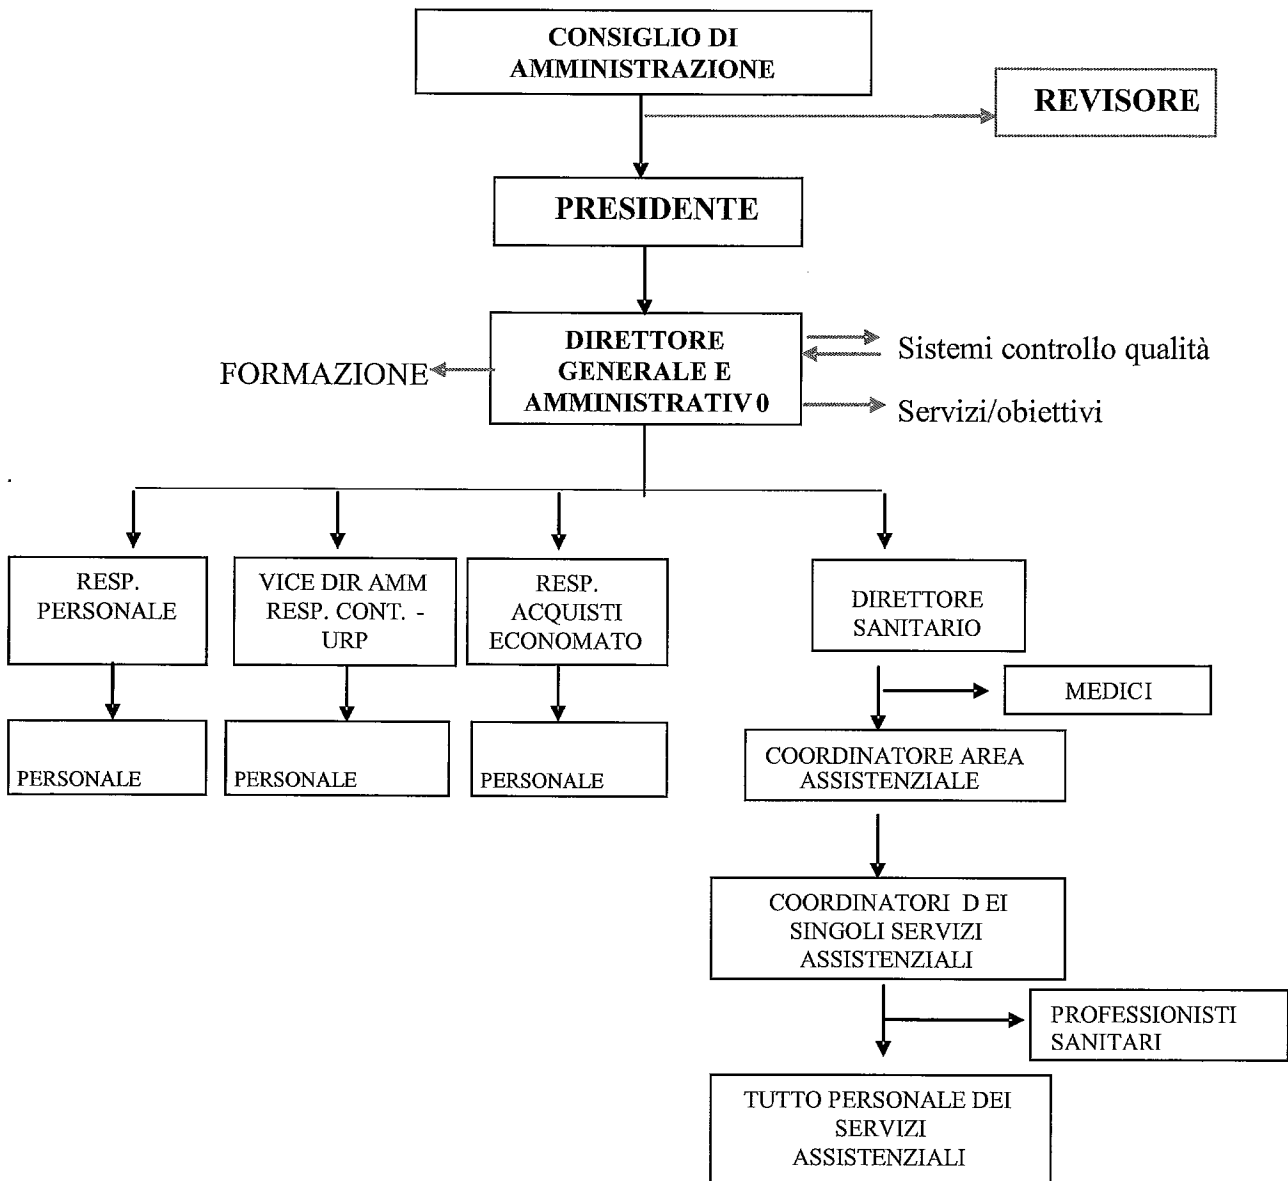 CONSIGLIO DI
AMMINISTRAZIONE
REVISORE
PRESIDENTE
DIRETTORE
GENERALE E
AMMINISTRATIV 0
FORMAZIONE
Sistemi controllo qualità
Servizi/obiettivi
RESP.
PERSONALE
VICE DIR AMM
RESP. CONT. -
URP
RESP.
ACQUISTI
ECONOMATO
DIRETTORE
SANITARIO
MEDICI
PERSONALE
PERSONALE
PERSONALE
COORDINATORE AREA
ASSISTENZIALE
COORDINATORI D EI
SINGOLI SERVIZI
ASSISTENZIALI
PROFESSIONISTI
SANITARI
TUTTO PERSONALE DEI
SERVIZI
ASSISTENZIALI